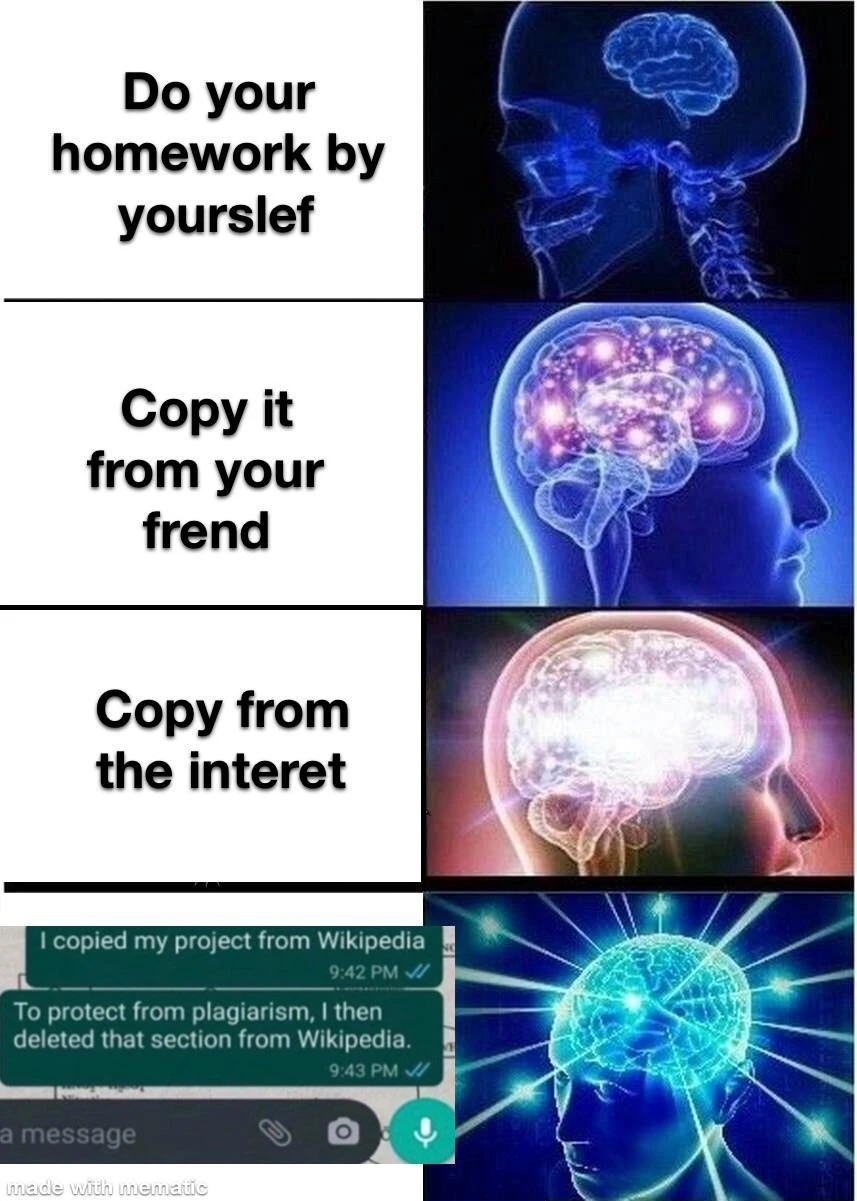 Do your
homework by
yourslef
Copy it
from your
frend
Copy from
the interet
I copied my project from Wikipedia
9:42 PM
To protect from plagiarism, I then
deleted that section from Wikipedia.
9:43 PM
a message
made with mematic